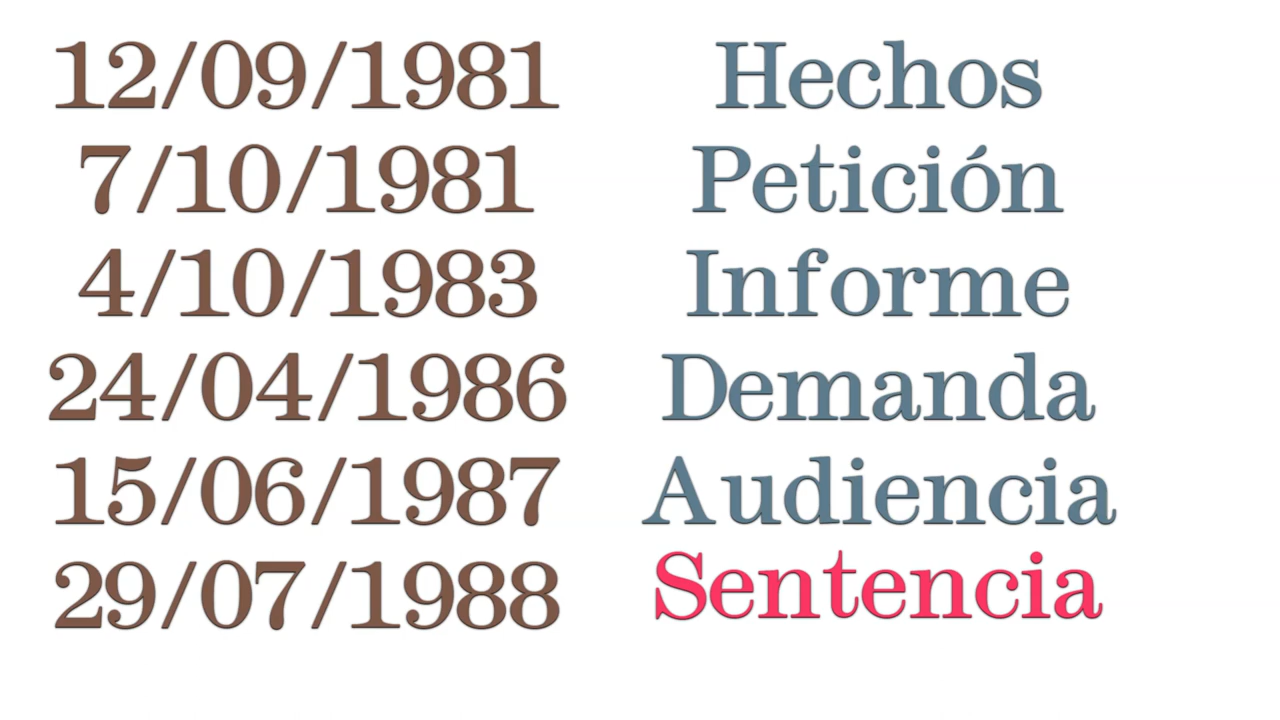 12/09/1981 Hechos
7/10/1981 Petición
4/10/1983 Informe
24/04/1986 Demanda
15/06/1987 Audiencia
29/07/1988 Sentencia